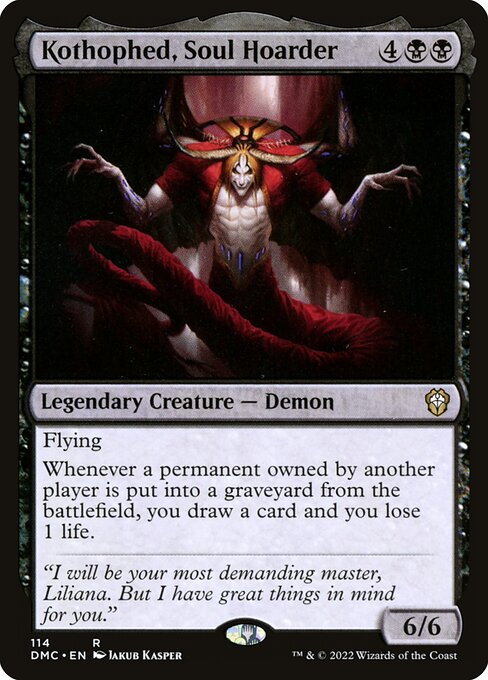 Kothophed, Soul Hoarder 4
Legendary Creature — Demon
Flying
Whenever a permanent owned by another
player is put into a graveyard from the
battlefield, you draw a card and you lose
1 life.
“I will be your most demanding master,
Liliana. But I have great things in mind
for you.”
6/6
114 R
DMC • EN Jakub Kasper
™ & © 2022 Wizards of the Coast